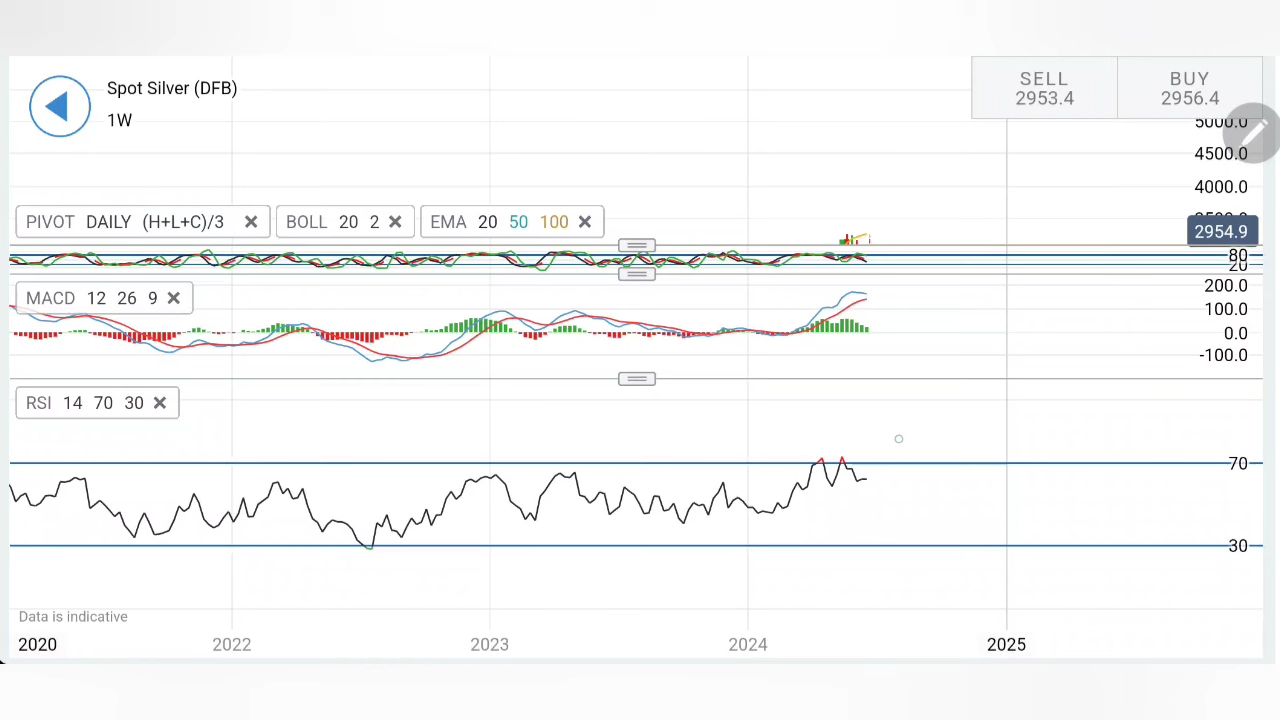 Spot Silver (DFB)
1W
SELL
2953.4
BUY
2956.4
5000.0
4500.0
4000.0
2954.9
PIVOT DAILY (H+L+C)/3
BOLL 20 2
EMA 20 50 100
80
20
200.0
100.0
0.0
-100.0
MACD 12 26 9
RSI 14 70 30
70
30
Data is indicative
2020 2022 2023 2024 2025